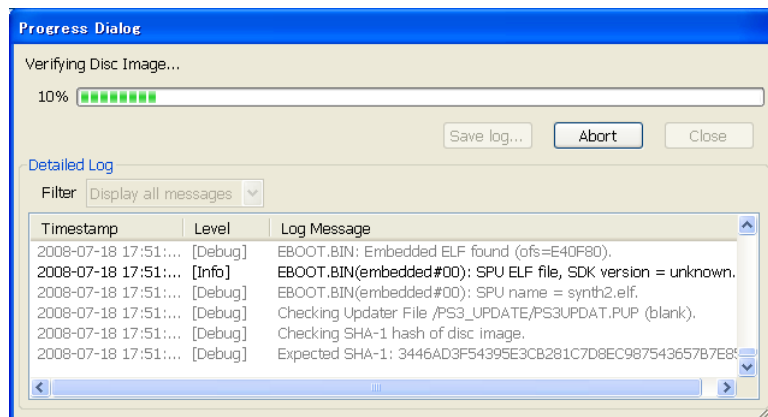 Progress Dialog
Verifying Disc Image...
10%
Save log... Abort Close
Detailed Log
Filter Display all messages
Timestamp Level Log Message
2008-07-18 17:51:... [Debug] EBOOT.BIN: Embedded ELF found (ofs=E40F80).
2008-07-18 17:51:... [Info] EBOOT.BIN(embedded#00): SPU ELF file, SDK version = unknown.
2008-07-18 17:51:... [Debug] EBOOT.BIN(embedded#00): SPU name = synth2.elf.
2008-07-18 17:51:... [Debug] Checking Updater File /PS3_UPDATE/PS3UPDAT.PUP (blank).
2008-07-18 17:51:... [Debug] Checking SHA-1 hash of disc image.
2008-07-18 17:51:... [Debug] Expected SHA-1: 3446AD3F54395E3CB281C7D8EC987543657B7E85